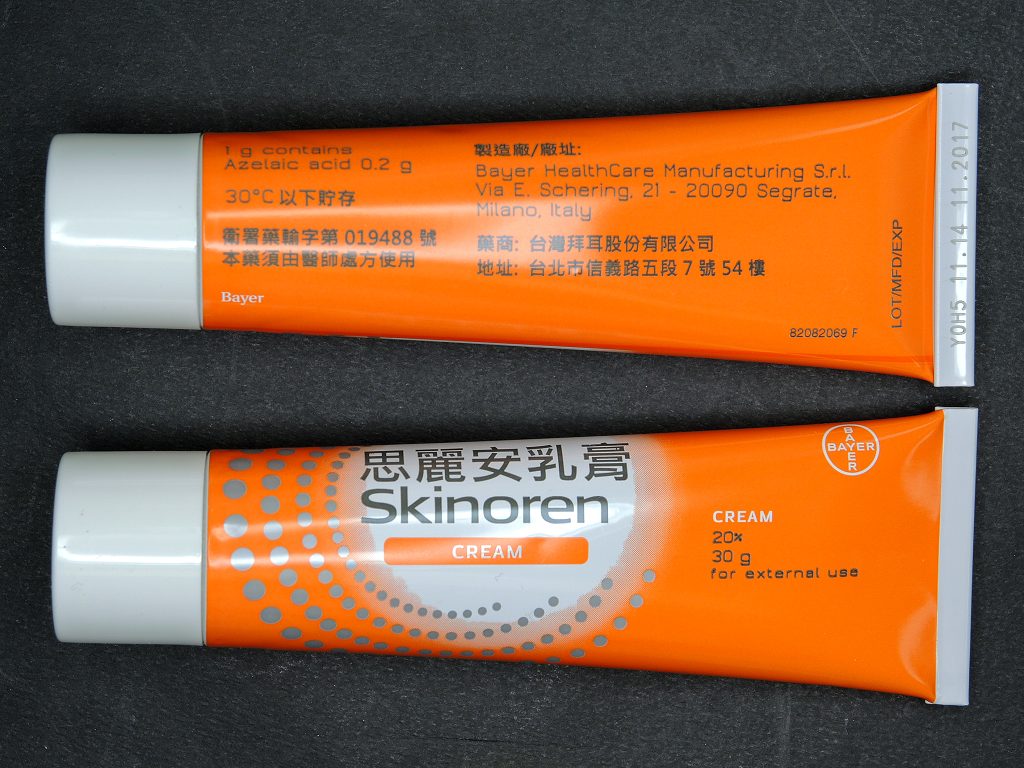 1 g contains
Azelaic acid 0.2 g
30°C以下貯存
衛署藥輸字第 019488 號
本藥須由醫師處方使用
Bayer
製造廠/廠址:
Bayer HealthCare Manufacturing S.r.l.
Via E. Schering, 21 - 20090 Segrate,
Milano, Italy
藥商: 台灣拜耳股份有限公司
地址: 台北市信義路五段 7 號 54 樓
82082069 F
LOT/MFD/EXP
Y0H5 11.14 11.2017
思麗安乳膏
Skinoren
CREAM
BAYER
BAYER
CREAM
20%
30 g
for external use